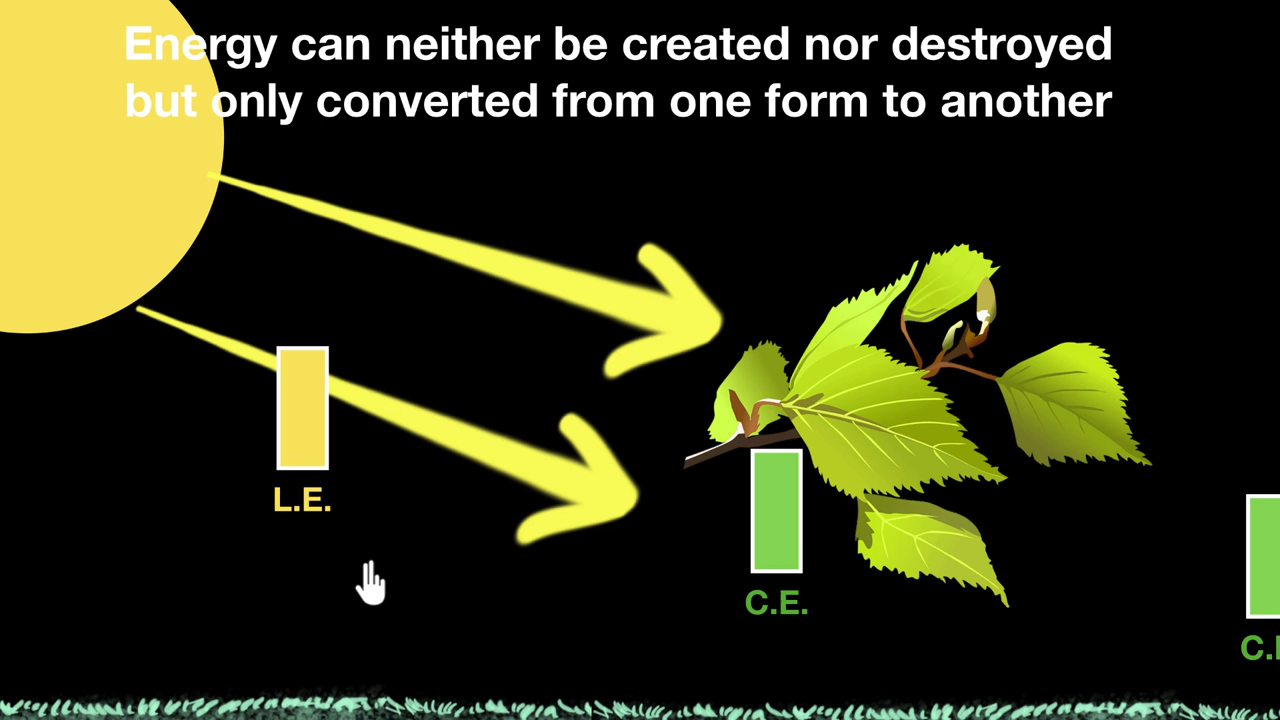 Energy can neither be created nor destroyed
but only converted from one form to another
L.E.
C.E.